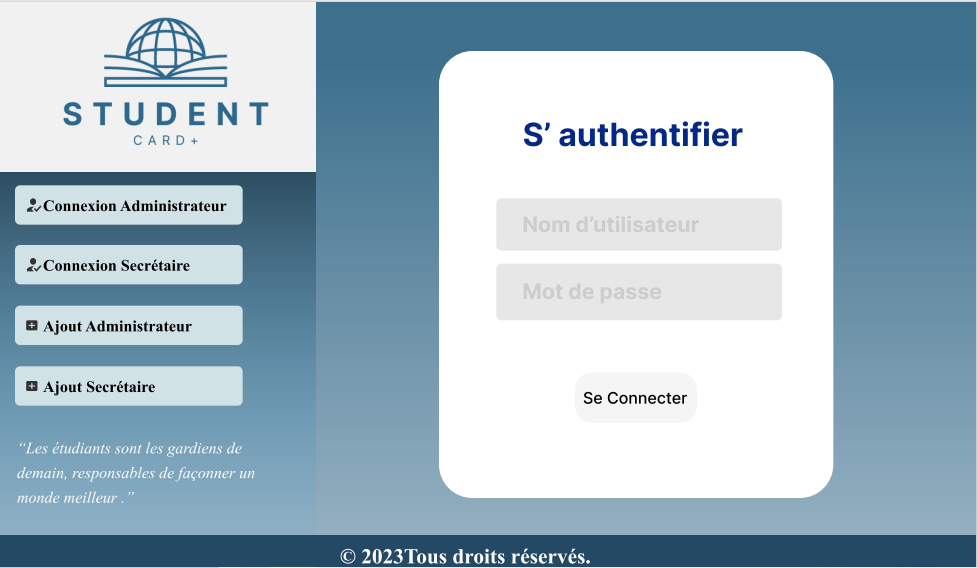 STUDENT
CARD+
Connexion Administrateur
Connexion Secrétaire
Ajout Administrateur
Ajout Secrétaire
“Les étudiants sont les gardiens de
demain, responsables de façonner un
monde meilleur .”
S’ authentifier
Nom d’utilisateur
Mot de passe
Se Connecter
© 2023Tous droits réservés.